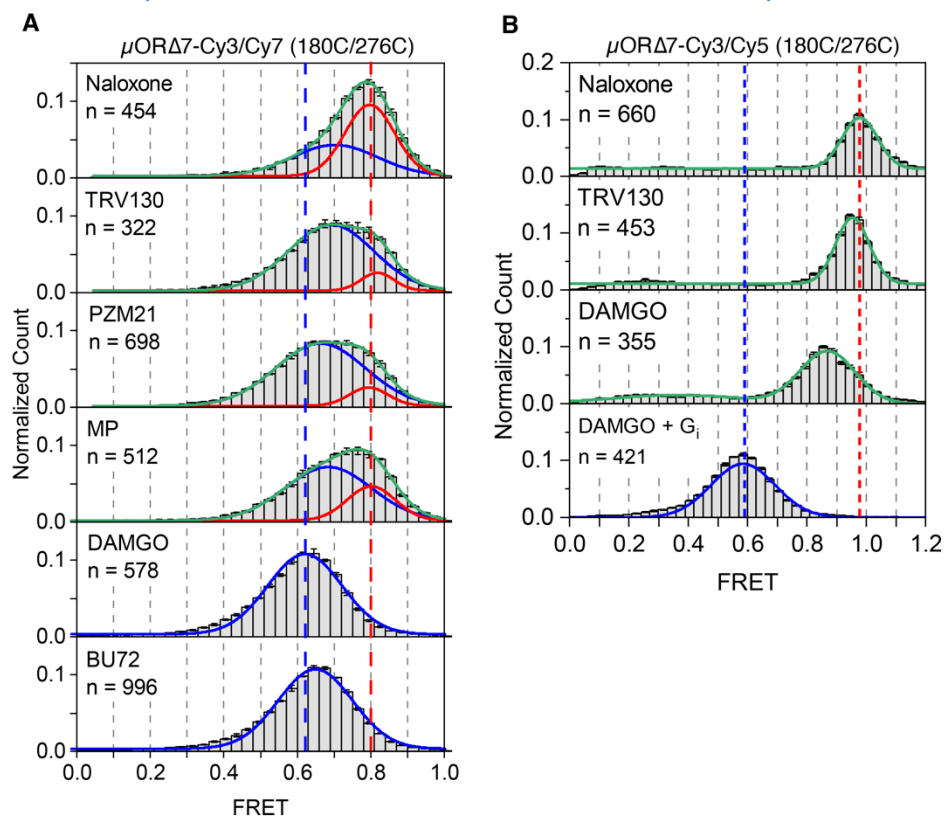 A
μORΔ7-Cy3/Cy7 (180C/276C)
Naloxone
n = 454
0.1
0.0
TRV130
n = 322
0.1
0.0
PZM21
n = 698
0.1
0.0
MP
n = 512
0.1
0.0
DAMGO
n = 578
0.1
0.0
BU72
n = 996
0.1
0.0
Normalized Count
0.0 0.2 0.4 0.6 0.8 1.0
FRET
B
μORΔ7-Cy3/Cy5 (180C/276C)
0.2
Naloxone
n = 660
0.1
0.0
TRV130
n = 453
0.1
0.0
DAMGO
n = 355
0.1
0.0
DAMGO + Gi
n = 421
0.1
0.0
Normalized Count
0.0 0.2 0.4 0.6 0.8 1.0 1.2
FRET